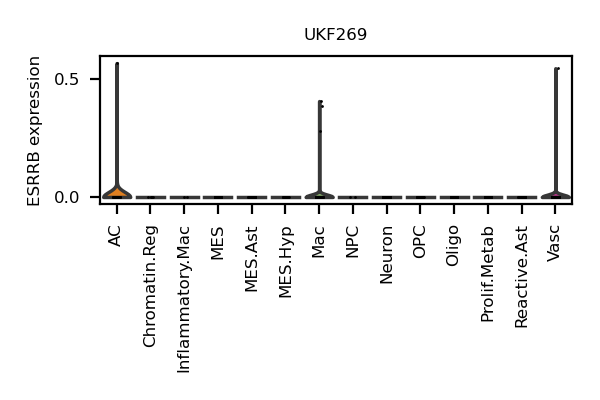 UKF269
ESRRB expression
0.5
0.0
AC
Chromatin.Reg
Inflammatory.Mac
MES
MES.Ast
MES.Hyp
Mac
NPC
Neuron
OPC
Oligo
Prolif.Metab
Reactive.Ast
Vasc